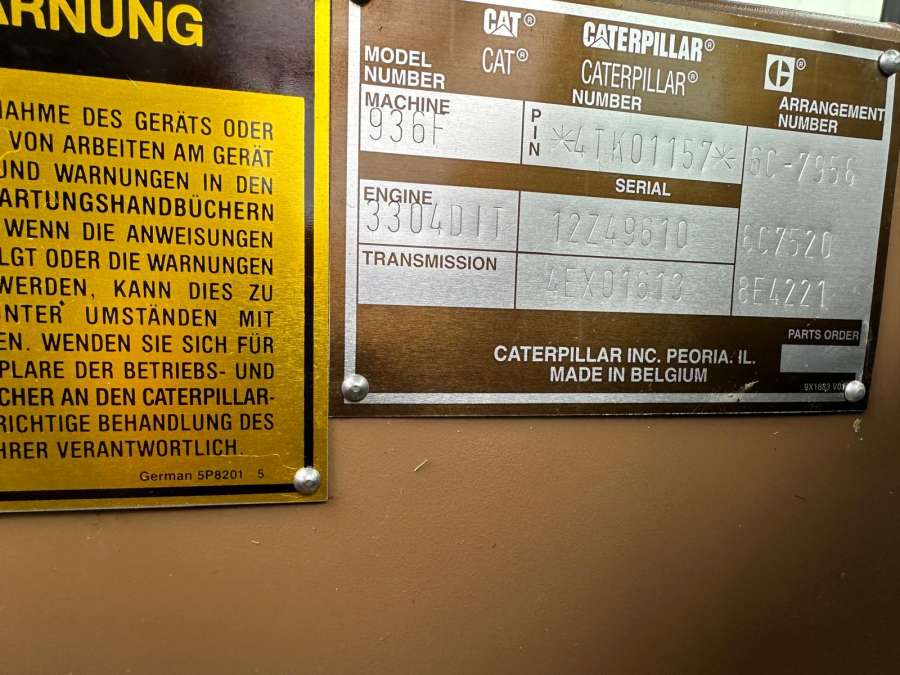 ARNUNG
NAHME DES GERÄTS ODER
VON ARBEITEN AM GERÄT
UND WARNUNGEN IN DEN
ARTUNGSHANDBÜCHERN
WENN DIE ANWEISUNGEN
LGT ODER DIE WARNUNGEN
WERDEN, KANN DIES ZU
UNTER UMSTÄNDEN MIT
EN. WENDEN SIE SICH FÜR
PLARE DER BETRIEBS- UND
CHER AN DEN CATERPILLAR-
RICHTIGE BEHANDLUNG DES
HRER VERANTWORTLICH.
German 5P8201 5
CAT® CATERPILLAR® C®
MODEL NUMBER
CAT®
CATERPILLAR®
NUMBER
ARRANGEMENT
NUMBER
MACHINE
936F
PIN
*4TK01157*
6C-7956
SERIAL
ENGINE
3304DIT
12Z49610
6C7520
TRANSMISSION
4EX01613
8E4221
PARTS ORDER
CATERPILLAR INC. PEORIA. IL.
MADE IN BELGIUM